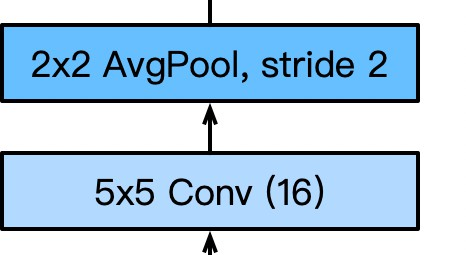 2x2 AvgPool, stride 2
5x5 Conv (16)